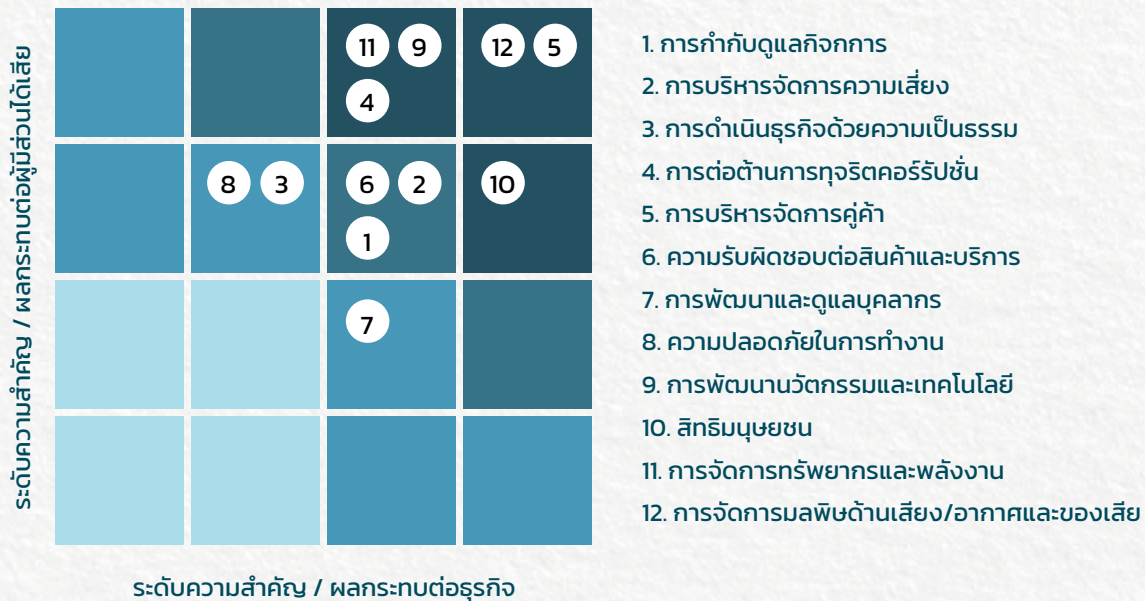 ระดับความสำคัญ / ผลกระทบต่อผู้มีส่วนได้เสีย
11 9 12 5
4
8 3 6 2 10
1
7
ระดับความสำคัญ / ผลกระทบต่อธุรกิจ
1. การกำกับดูแลกิจกการ
2. การบริหารจัดการความเสี่ยง
3. การดำเนินธุรกิจด้วยความเป็นธรรม
4. การต่อต้านการทุจริตคอร์รัปชั่น
5. การบริหารจัดการคู่ค้า
6. ความรับผิดชอบต่อสินค้าและบริการ
7. การพัฒนาและดูแลบุคลากร
8. ความปลอดภัยในการทำงาน
9. การพัฒนานวัตกรรมและเทคโนโลยี
10. สิทธิมนุษยชน
11. การจัดการทรัพยากรและพลังงาน
12. การจัดการมลพิษด้านเสียง/อากาศและของเสีย